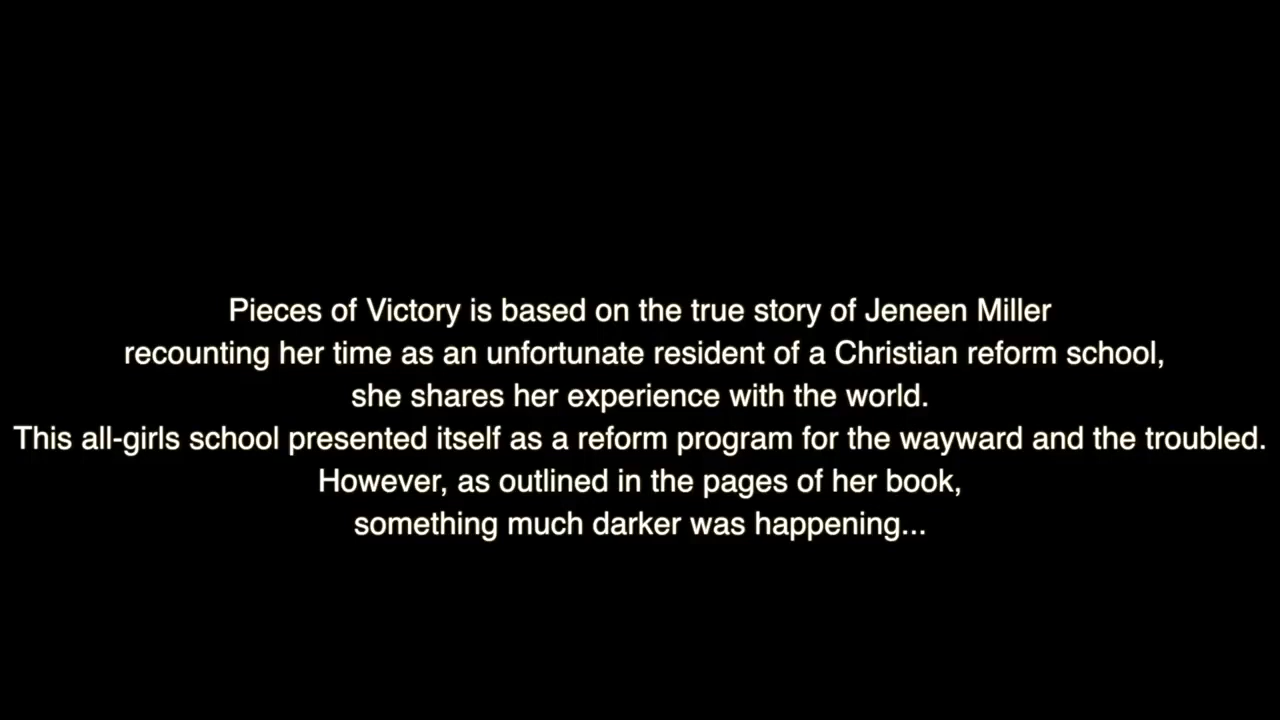 Pieces of Victory is based on the true story of Jeneen Miller
recounting her time as an unfortunate resident of a Christian reform school,
she shares her experience with the world.
This all-girls school presented itself as a reform program for the wayward and the troubled.
However, as outlined in the pages of her book,
something much darker was happening...